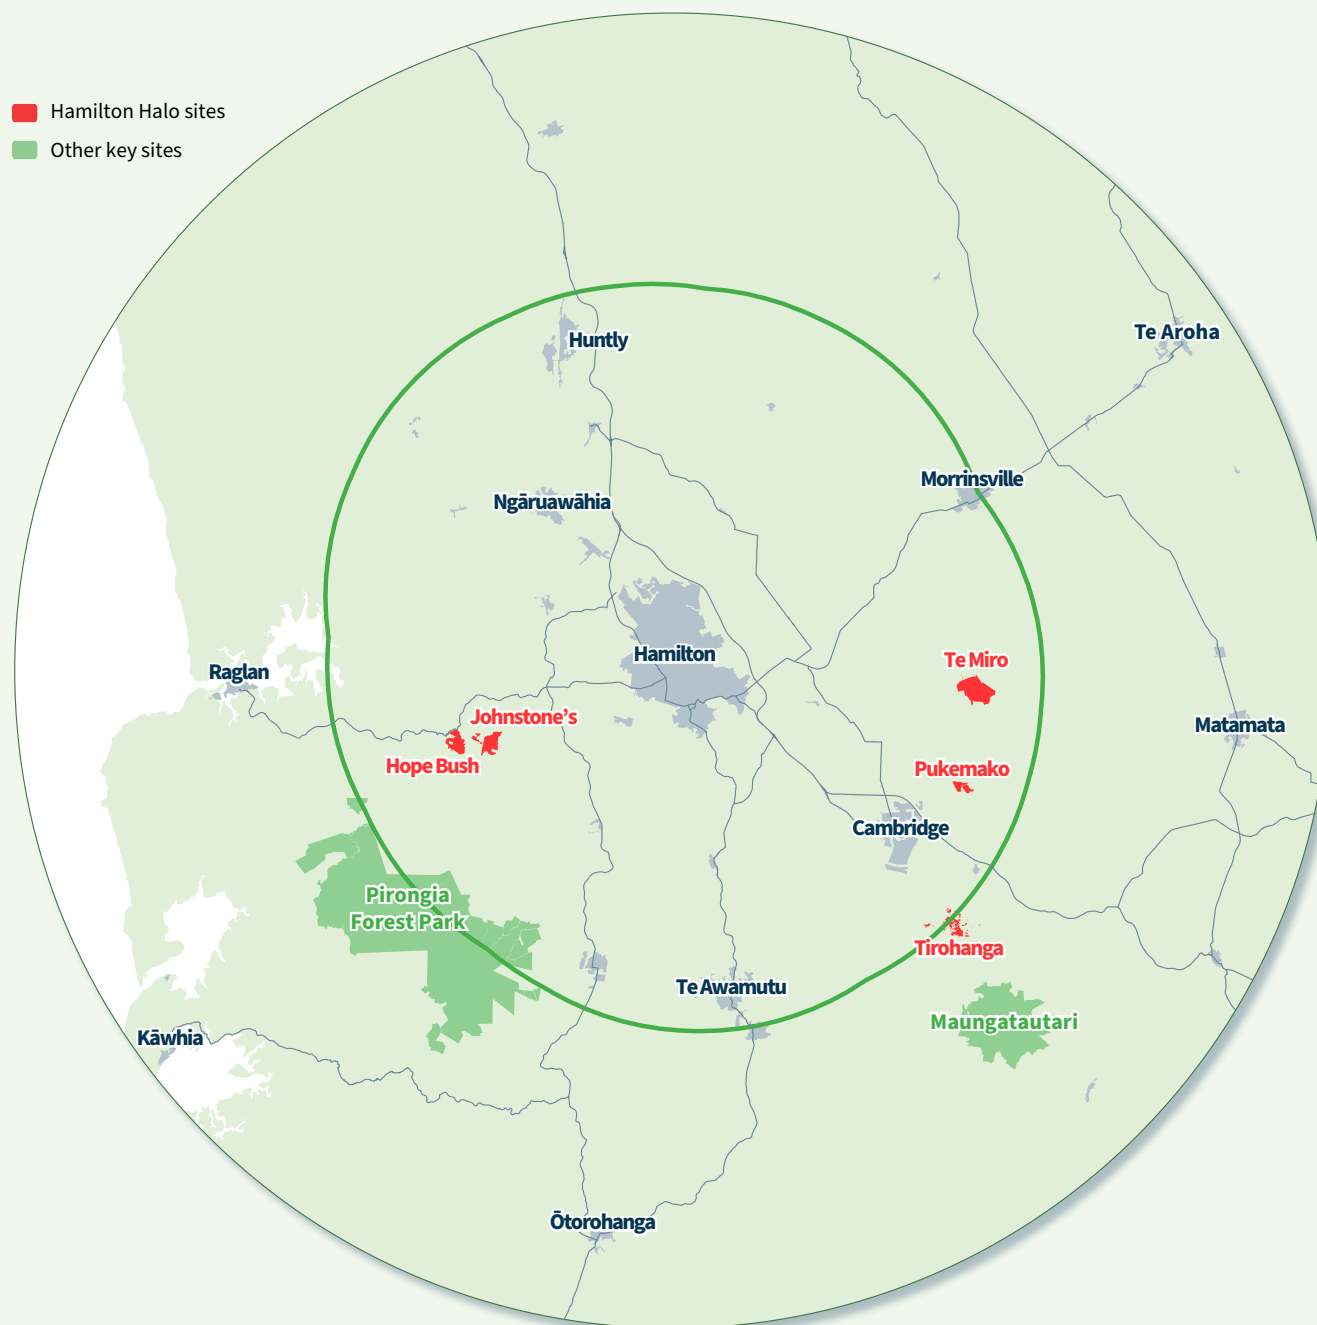 Hamilton Halo sites
Other key sites
Te Aroha
Huntly
Morrinsville
Ngāruawāhia
Hamilton
Te Miro
Raglan
Johnstone’s
Matamata
Hope Bush
Pukemako
Cambridge
Pirongia
Forest Park
Tirohanga
Te Awamutu
Maungatautari
Kāwhia
Ōtorohanga